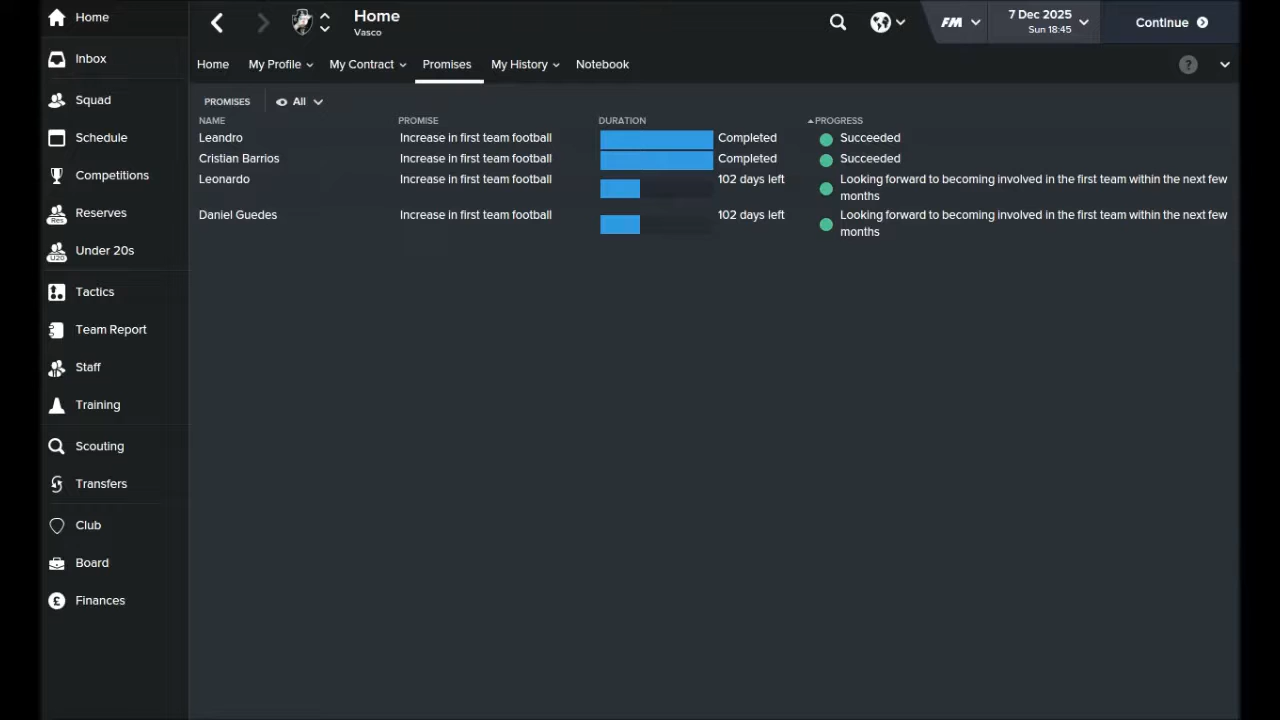 Home
Inbox
Squad
Schedule
Competitions
Reserves
Res
Under 20s
U20
Tactics
Team Report
Staff
Training
Scouting
Transfers
Club
Board
£
Finances
Home
Vasco
FM
7 Dec 2025
Sun 18:45
Continue
Home My Profile My Contract Promises My History Notebook ?
PROMISES All
NAME PROMISE DURATION PROGRESS
Leandro Increase in first team football Completed Succeeded
Cristian Barrios Increase in first team football Completed Succeeded
Leonardo Increase in first team football 102 days left Looking forward to becoming involved in the first team within the next few
months
Daniel Guedes Increase in first team football 102 days left Looking forward to becoming involved in the first team within the next few
months